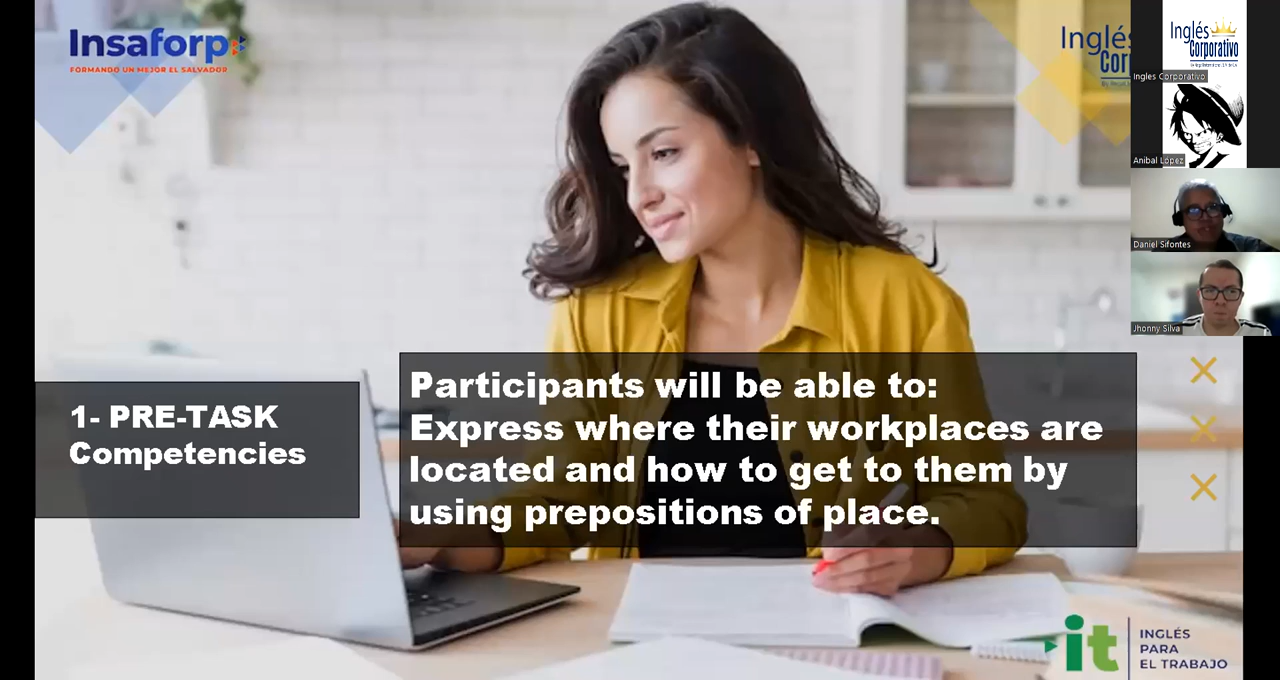 Insaforp
FORMANDO UN MEJOR EL SALVADOR
Inglés
Cor
Inglés
Corporativo
Ingles Corporativo
Anibal López
Daniel Sifontes
Jhonny Silva
1- PRE-TASK
Competencies
Participants will be able to:
Express where their workplaces are
located and how to get to them by
using prepositions of place.
it
INGLÉS
PARA
EL TRABAJO